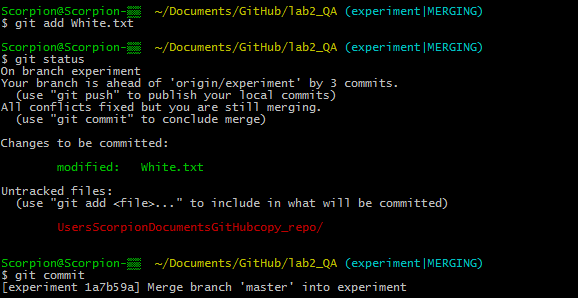 Scorpion@Scorpion-▒▒ ~/Documents/GitHub/lab2_QA (experiment|MERGING)
$ git add White.txt
Scorpion@Scorpion-▒▒ ~/Documents/GitHub/lab2_QA (experiment|MERGING)
$ git status
On branch experiment
Your branch is ahead of 'origin/experiment' by 3 commits.
(use "git push" to publish your local commits)
All conflicts fixed but you are still merging.
(use "git commit" to conclude merge)
Changes to be committed:
modified: White.txt
Untracked files:
(use "git add <file>..." to include in what will be committed)
UsersScorpionDocumentsGitHubcopy_repo/
Scorpion@Scorpion-▒▒ ~/Documents/GitHub/lab2_QA (experiment|MERGING)
$ git commit
[experiment 1a7b59a] Merge branch 'master' into experiment